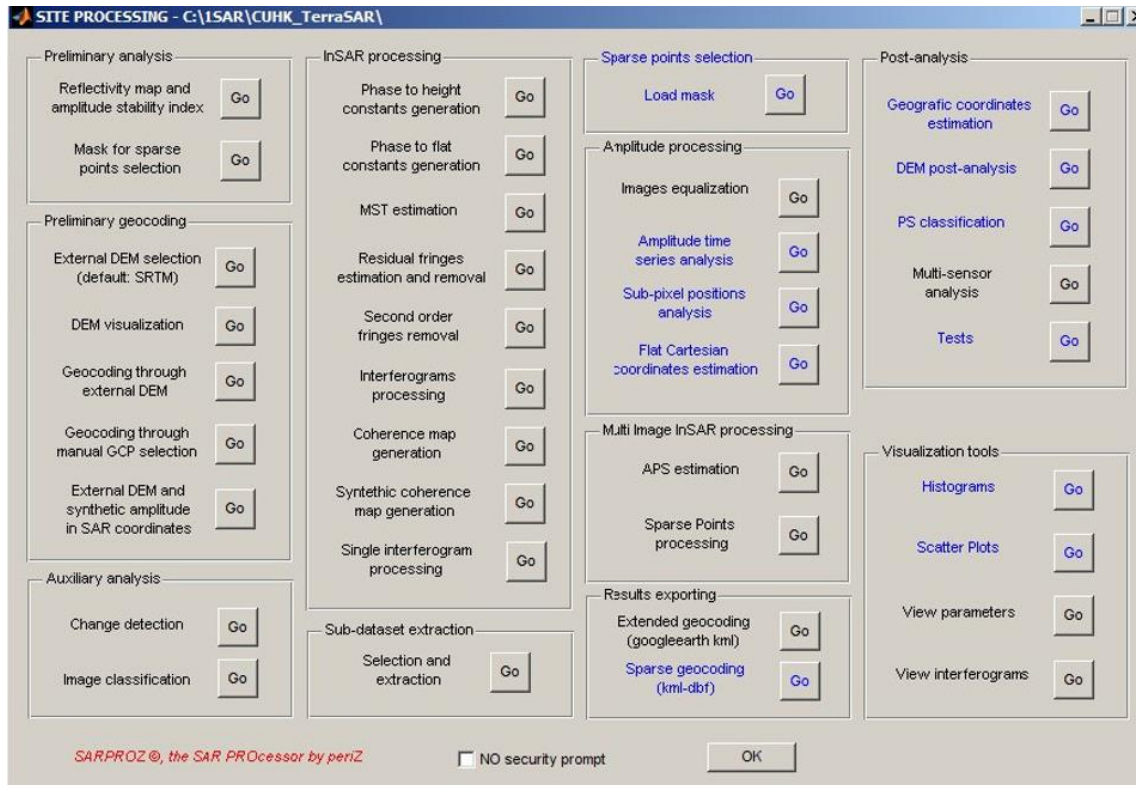 SITE PROCESSING - C:\1SAR\CUHK_TerraSAR\
Preliminary analysis
Reflectivity map and
amplitude stability index
Go
Mask for sparse
points selection
Go
Preliminary geocoding
External DEM selection
(default: SRTM)
Go
DEM visualization
Go
Geocoding through
external DEM
Go
Geocoding through
manual GCP selection
Go
External DEM and
synthetic amplitude
in SAR coordinates
Go
Auxiliary analysis
Change detection
Go
Image classification
Go
InSAR processing
Phase to height
constants generation
Go
Phase to flat
constants generation
Go
MST estimation
Go
Residual fringes
estimation and removal
Go
Second order
fringes removal
Go
Interferograms
processing
Go
Coherence map
generation
Go
Syntethic coherence
map generation
Go
Single interferogram
processing
Go
Sub-dataset extraction
Selection and
extraction
Go
Sparse points selection
Load mask
Go
Amplitude processing
Images equalization
Go
Amplitude time
series analysis
Go
Sub-pixel positions
analysis
Go
Flat Cartesian
coordinates estimation
Go
Multi Image InSAR processing
APS estimation
Go
Sparse Points
processing
Go
Results exporting
Extended geocoding
(googleearth kml)
Go
Sparse geocoding
(kml-dbf)
Go
Post-analysis
Geografic coordinates
estimation
Go
DEM post-analysis
Go
PS classification
Go
Multi-sensor
analysis
Go
Tests
Go
Visualization tools
Histograms
Go
Scatter Plots
Go
View parameters
Go
View interferograms
Go
SARPROZ ©, the SAR PROcessor by periZ
NO security prompt
OK